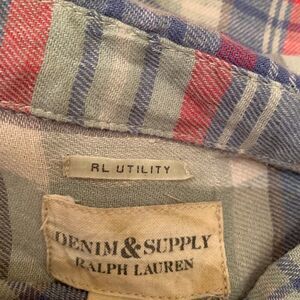 RL UTILITY
DENIM & SUPPLY
RALPH LAUREN